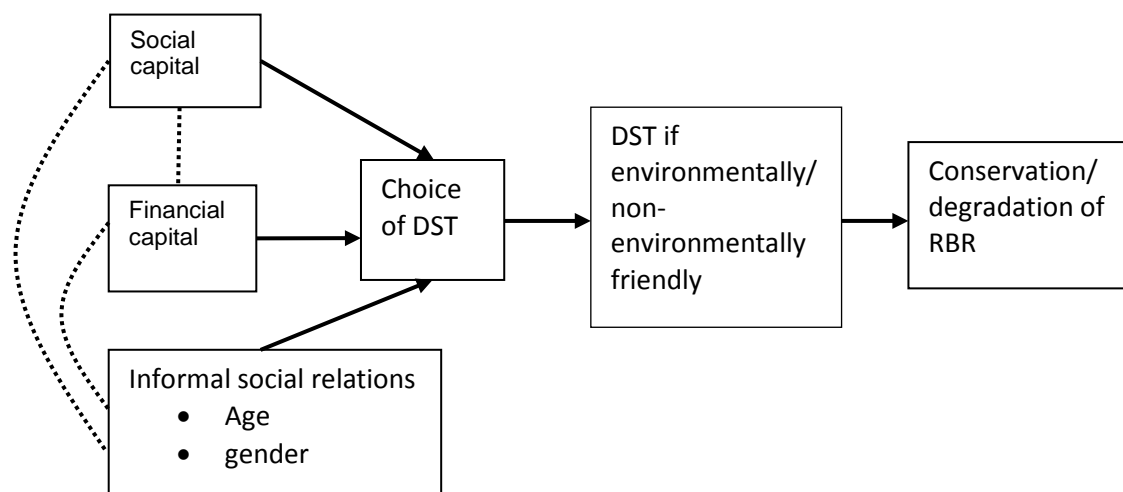 Social
capital
Financial
capital
Informal social relations
• Age
• gender
Choice
of DST
DST if
environmentally/
non-
environmentally
friendly
Conservation/
degradation of
RBR